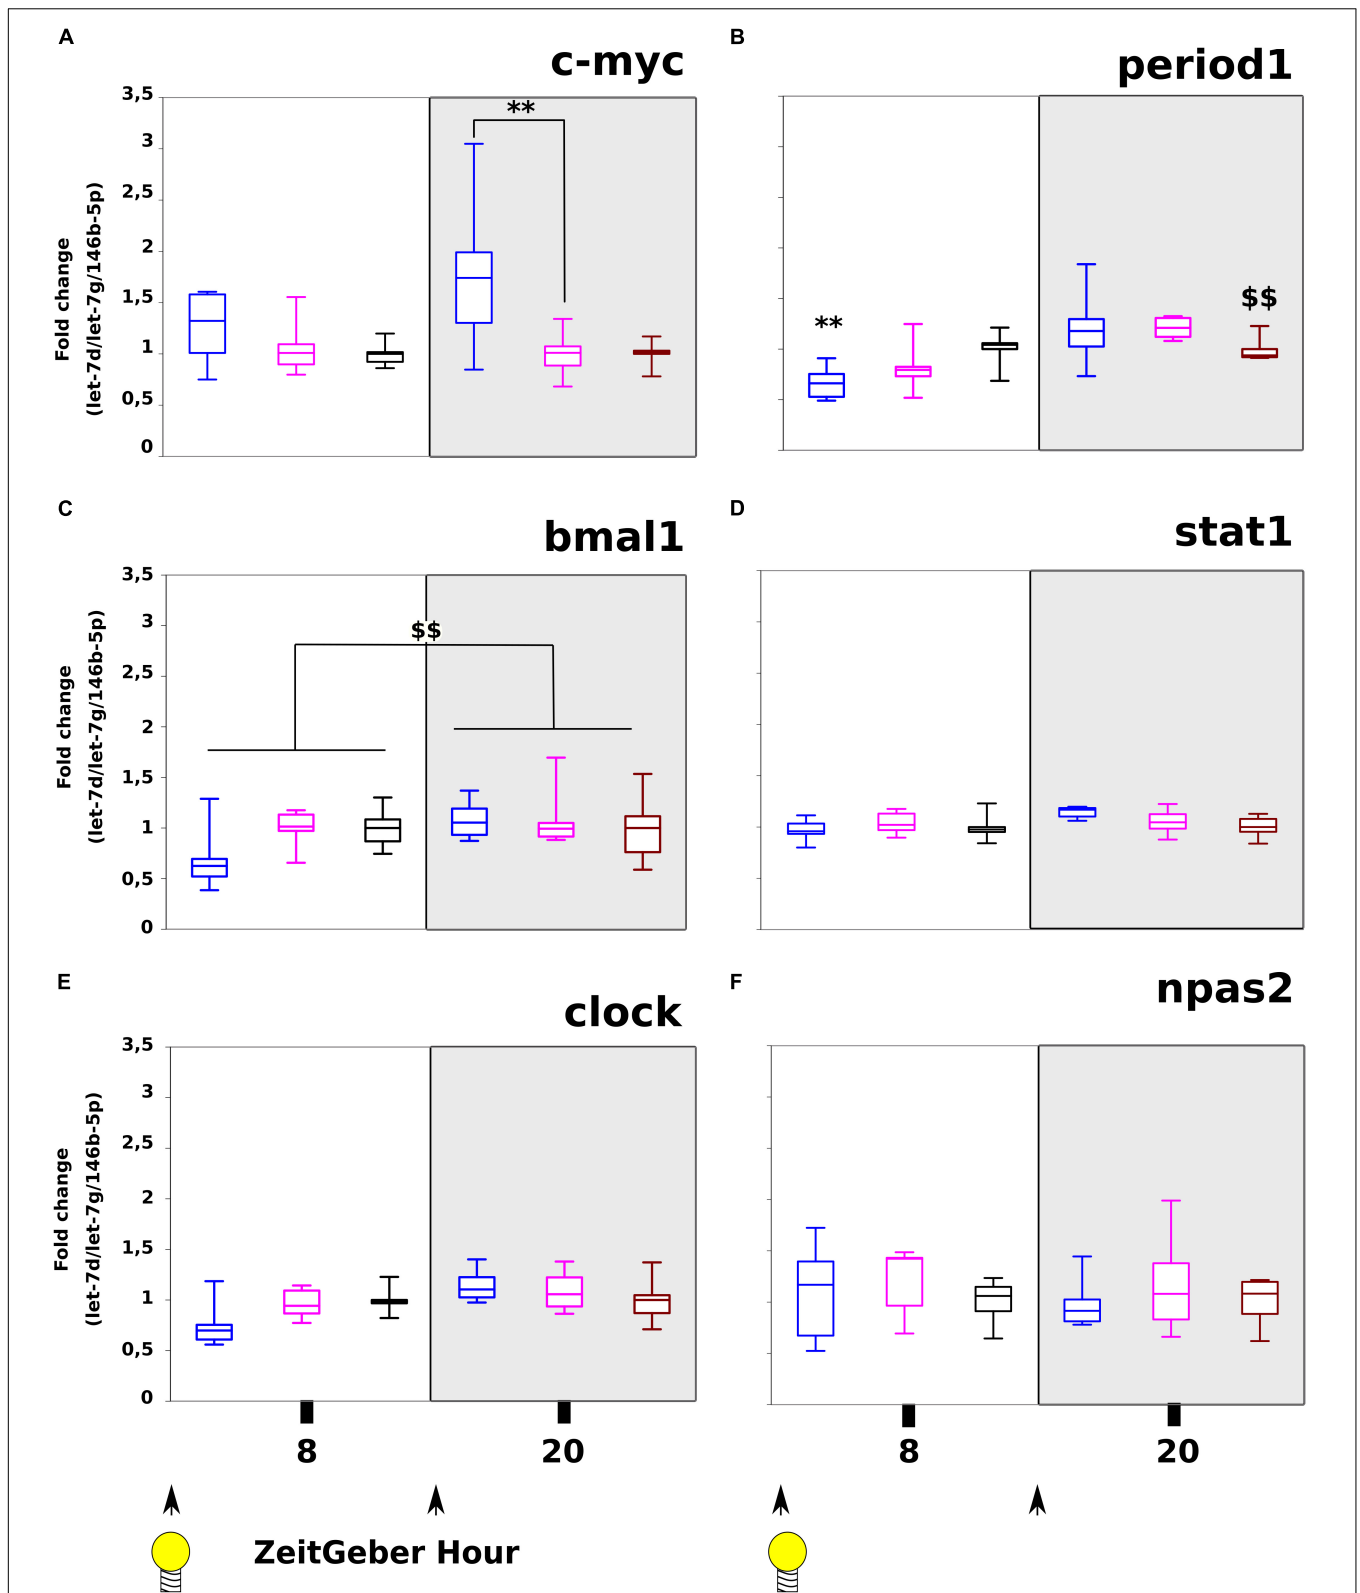 A
c-myc
B
period1
3,5
3
2,5
2
1,5
1
0,5
0
Fold change
(let-7d/let-7g/146b-5p)
**
**
$$
C
bmal1
D
stat1
3,5
3
2,5
2
1,5
1
0,5
0
Fold change
(let-7d/let-7g/146b-5p)
$$
E
clock
F
npas2
3,5
3
2,5
2
1,5
1
0,5
0
Fold change
(let-7d/let-7g/146b-5p)
8
20
8
20
ZeitGeber Hour